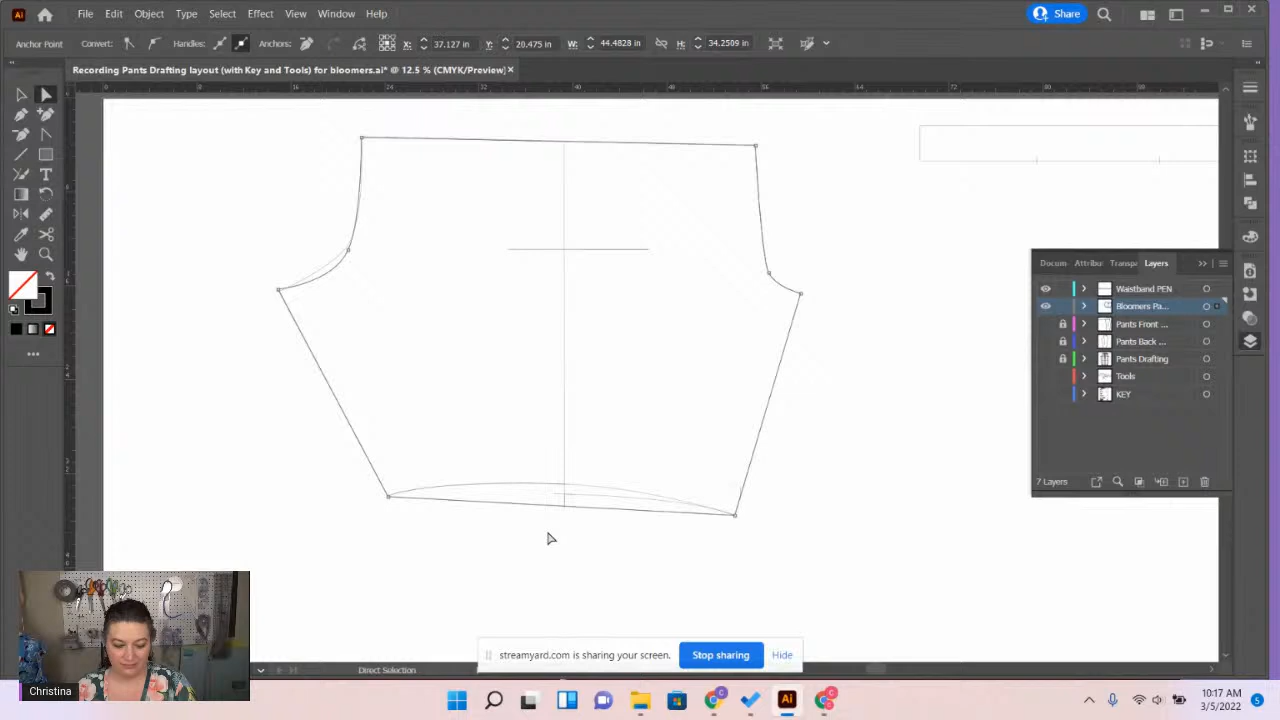 Ai File Edit Object Type Select Effect View Window Help Share
Anchor Point Convert: Handles: Anchors: X: 37.127 in Y: 20.475 in W: 44.4828 in H: 34.2509 in
Recording Pants Drafting layout (with Key and Tools) for bloomers.ai* @ 12.5 % (CMYK/Preview)
Docum Attribu Transpa Layers
Waistband PEN
Bloomers Pa...
Pants Front ...
Pants Back ...
Pants Drafting
Tools
KEY
7 Layers
streamyard.com is sharing your screen. Stop sharing Hide
Direct Selection
Christina
10:17 AM
3/5/2022
5